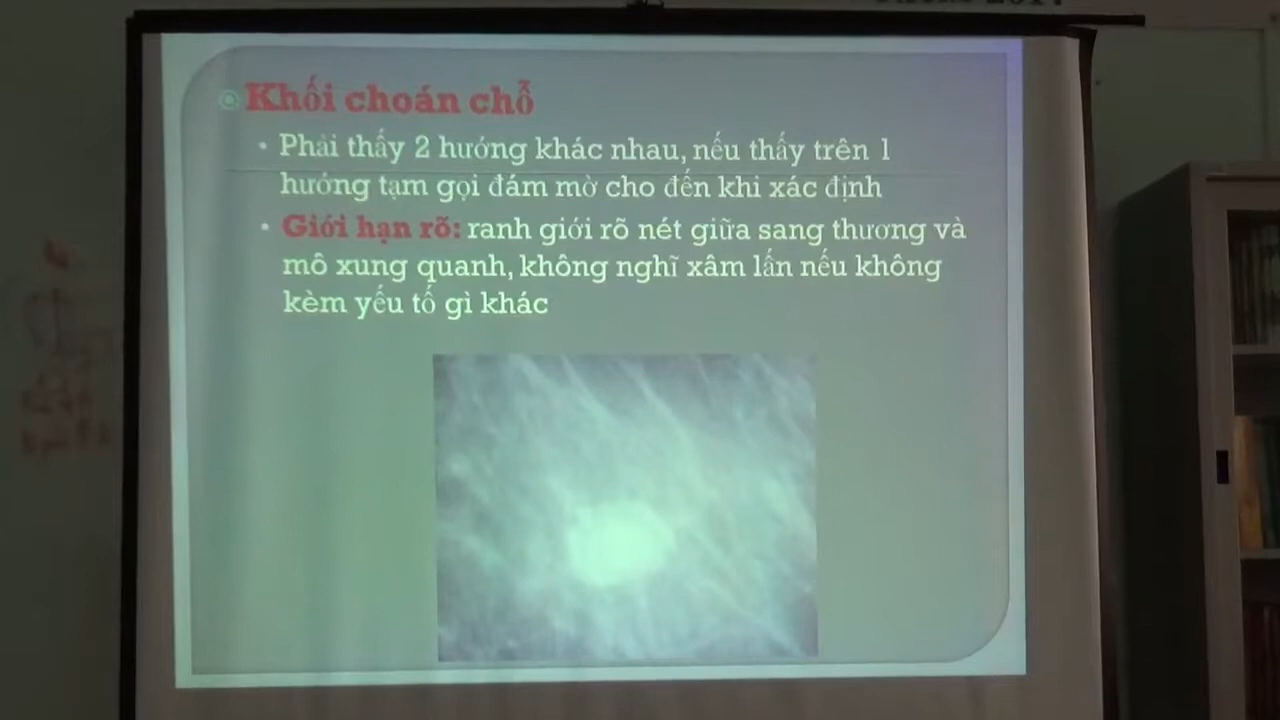 Khối choán chỗ
Phải thấy 2 hướng khác nhau, nếu thấy trên 1
hướng tạm gọi đám mờ cho đến khi xác định
Giới hạn rõ: ranh giới rõ nét giữa sang thương và
mô xung quanh, không nghĩ xâm lấn nếu không
kèm yếu tố gì khác